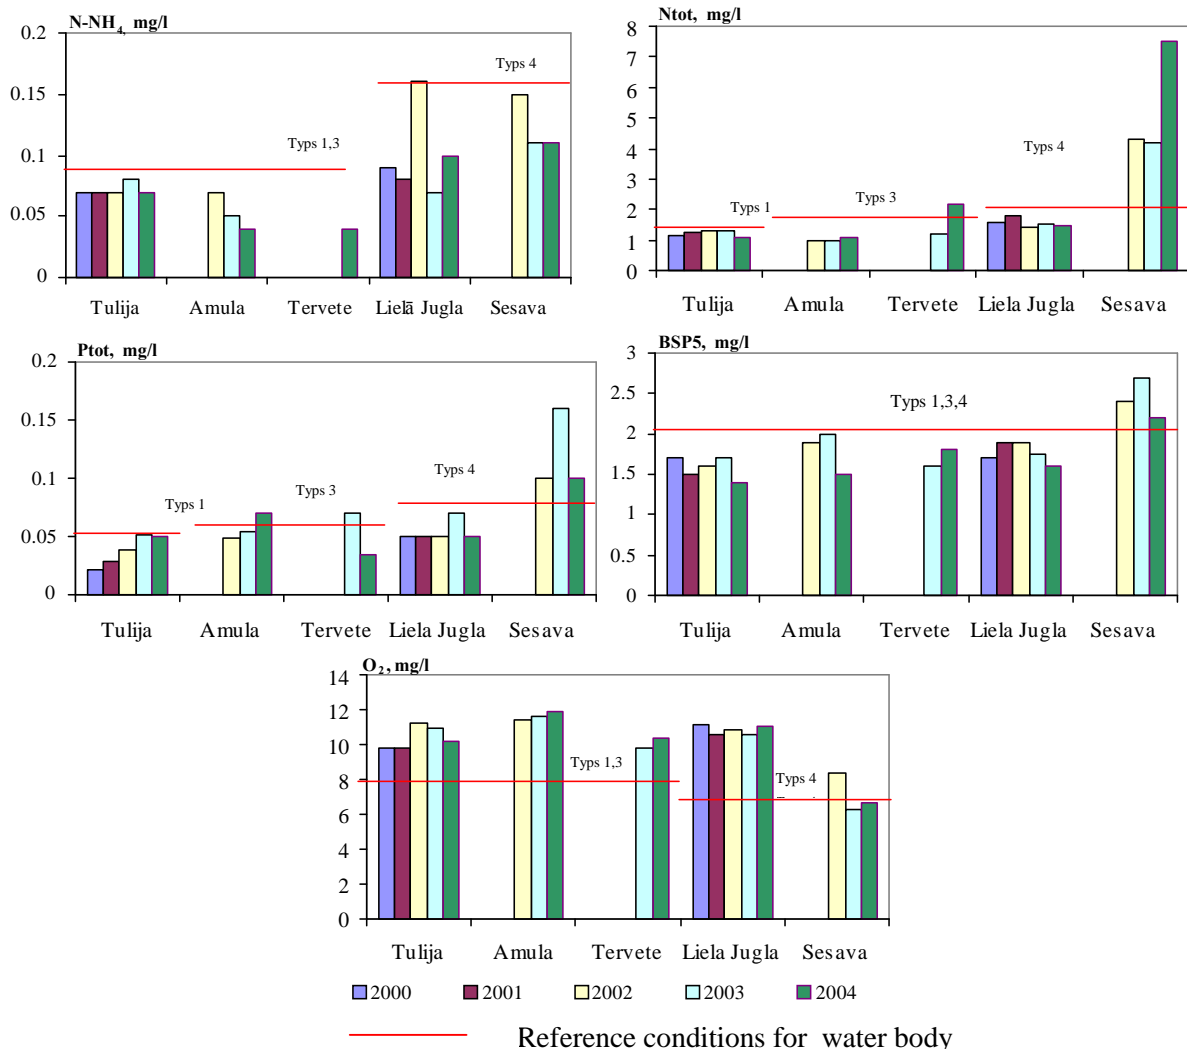 N-NH4, mg/l
0.2
0.15
0.1
0.05
0
Typs 4
Typs 1,3
Tulija Amula Tervete Lielā Jugla Sesava
Ntot, mg/l
8
7
6
5
4
3
2
1
0
Typs 4
Typs 3
Typs 1
Tulija Amula Tervete Liela Jugla Sesava
Ptot, mg/l
0.2
0.15
0.1
0.05
0
Typs 4
Typs 3
Typs 1
Tulija Amula Tervete Liela Jugla Sesava
BSP5, mg/l
3
2.5
2
1.5
1
0.5
0
Typs 1,3,4
Tulija Amula Tervete Liela Jugla Sesava
O2, mg/l
14
12
10
8
6
4
2
0
Typs 1,3
Typs 4
Tulija Amula Tervete Liela Jugla Sesava
2000 2001 2002 2003 2004
Reference conditions for water body